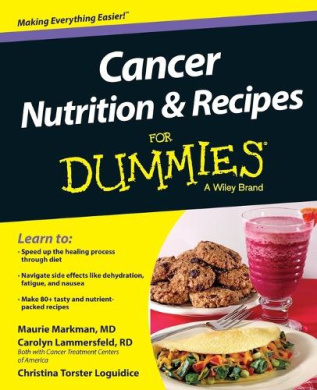 Making Everything Easier!™
Cancer
Nutrition & Recipes
FOR
DUMMIES®
A Wiley Brand
Learn to:
• Speed up the healing process
through diet
• Navigate side effects like dehydration,
fatigue, and nausea
• Make 80+ tasty and nutrient-
packed recipes
Maurie Markman, MD
Carolyn Lammersfeld, RD
Both with Cancer Treatment Centers
of America
Christina Torster Loguidice